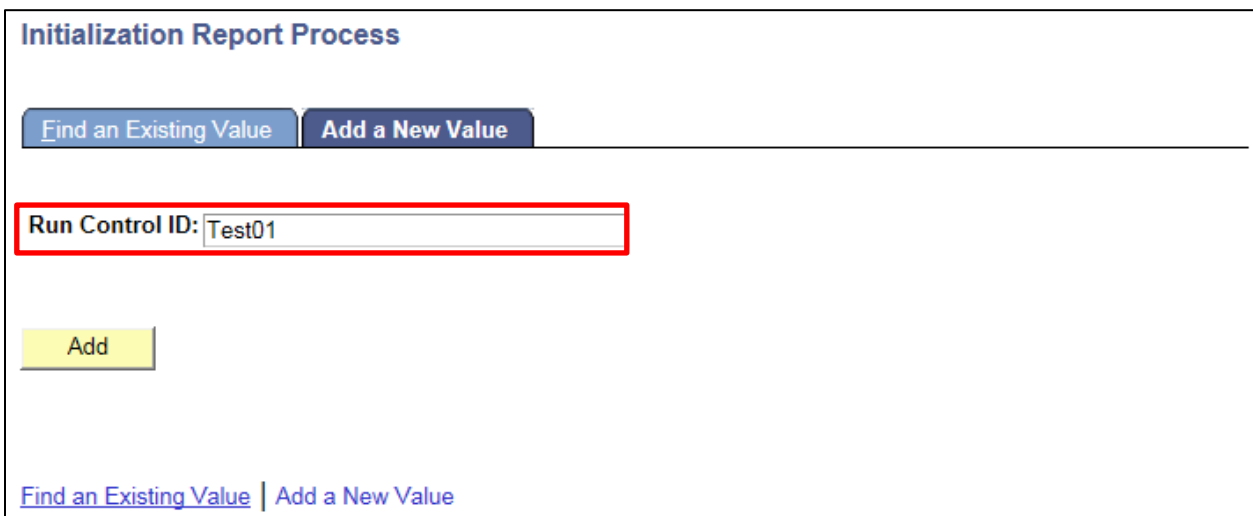 Initialization Report Process
Find an Existing Value Add a New Value
Run Control ID: Test01
Add
Find an Existing Value | Add a New Value